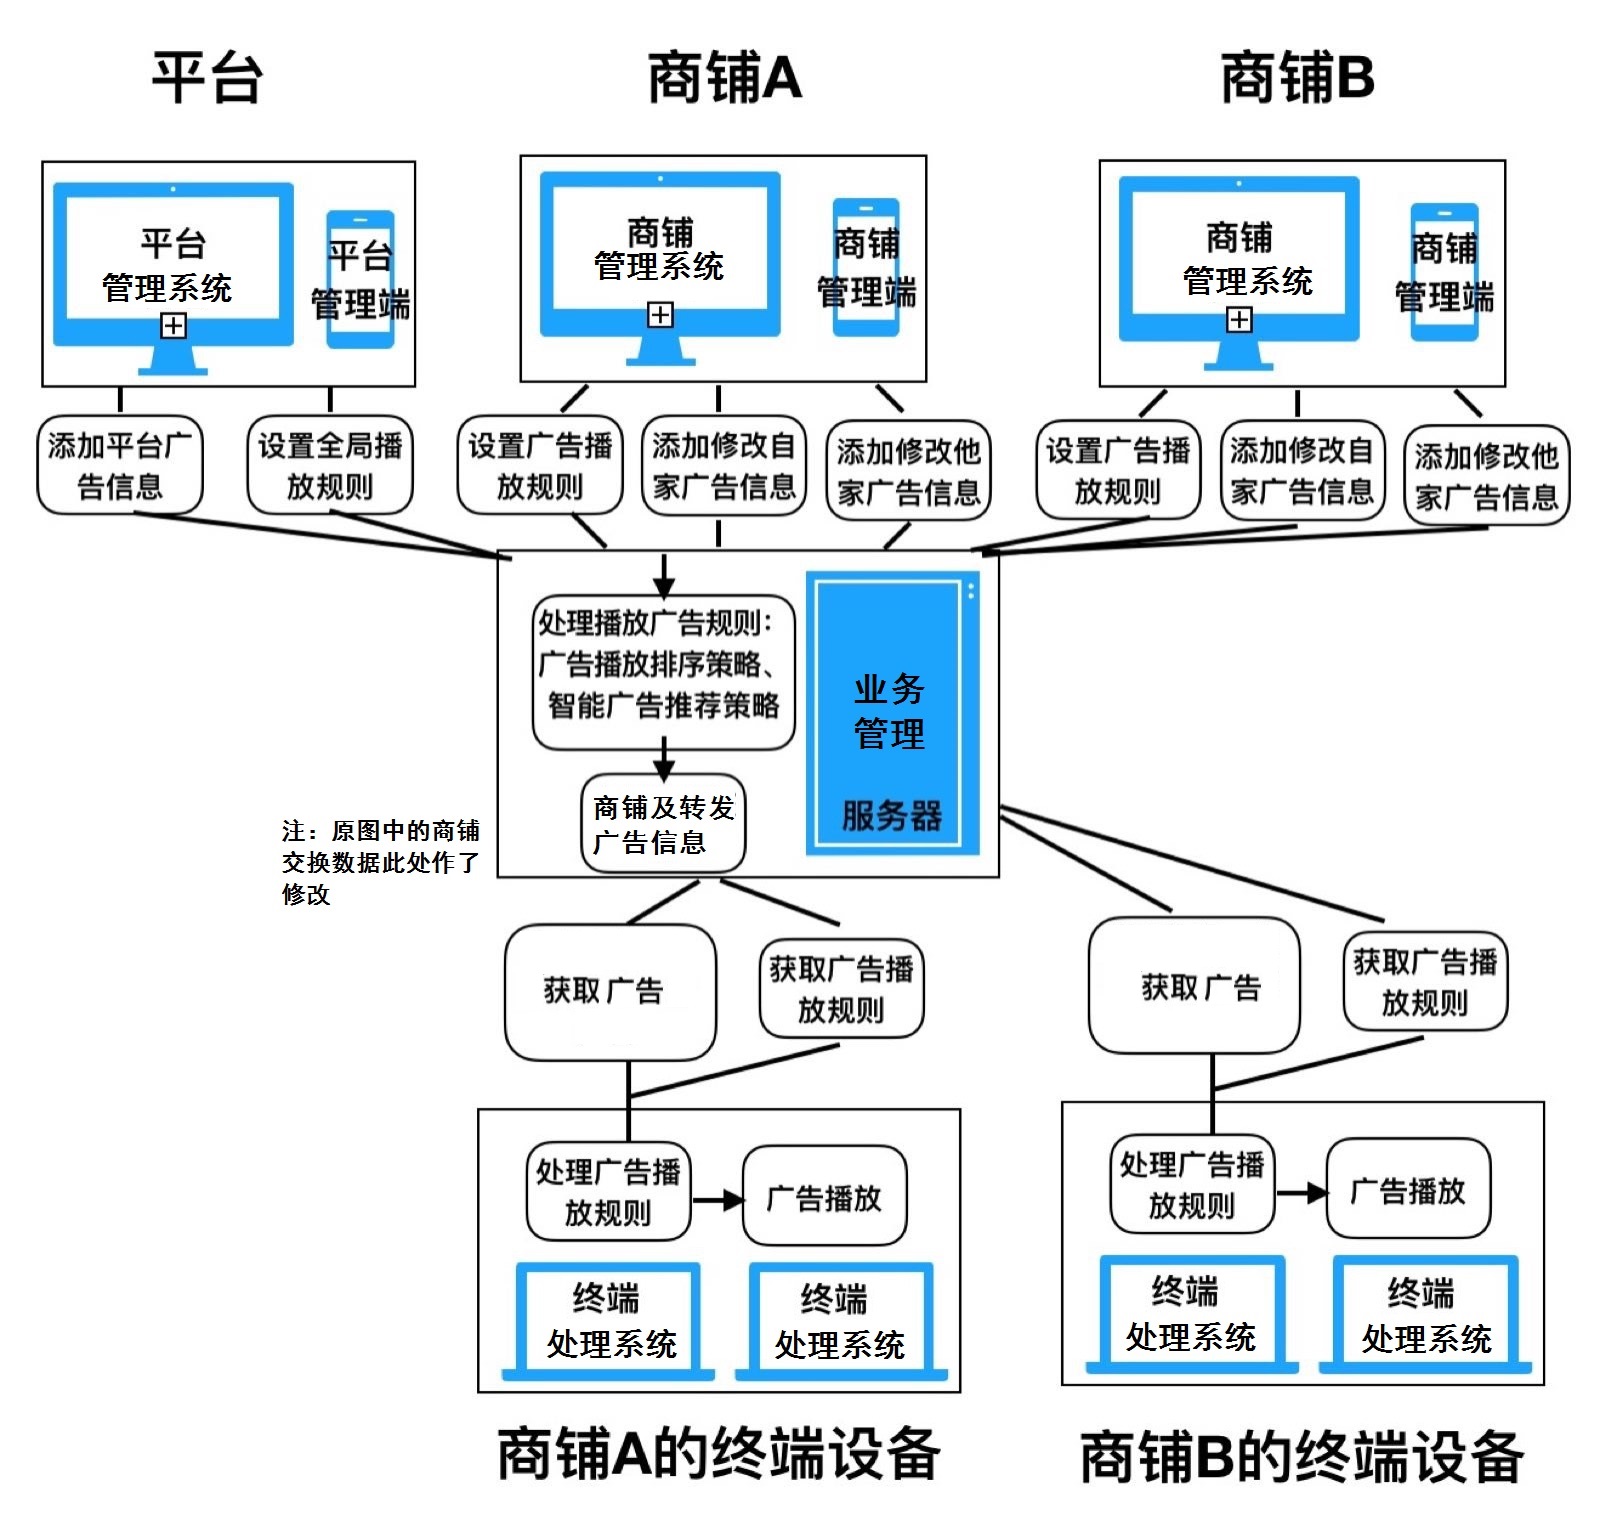 平台
商铺A
商铺B
平台
管理系统
平台
管理端
商铺
管理系统
商铺
管理端
商铺
管理系统
商铺
管理端
添加平台广
告信息
设置全局播
放规则
设置广告播
放规则
添加修改自
家广告信息
添加修改他
家广告信息
设置广告播
放规则
添加修改自
家广告信息
添加修改他
家广告信息
处理播放广告规则：
广告播放排序策略、
智能广告推荐策略
商铺及转发
广告信息
业务
管理
服务器
注：原图中的商铺
交换数据此处作了
修改
获取广告
获取广告播
放规则
获取广告
获取广告播
放规则
处理广告播
放规则
广告播放
终端
处理系统
终端
处理系统
处理广告播
放规则
广告播放
终端
处理系统
终端
处理系统
商铺A的终端设备
商铺B的终端设备